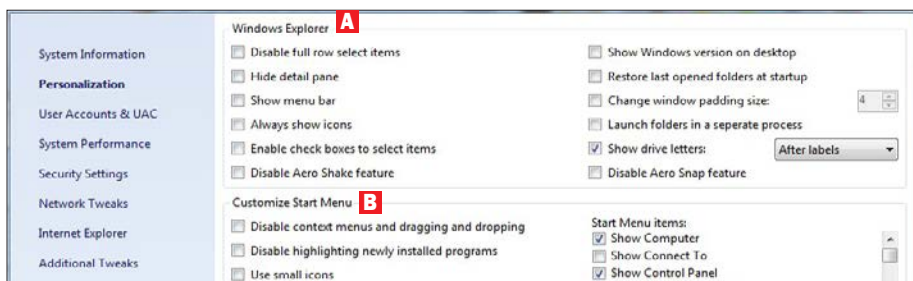 System Information
Personalization
User Accounts & UAC
System Performance
Security Settings
Network Tweaks
Internet Explorer
Additional Tweaks
Windows Explorer A
Disable full row select items
Hide detail pane
Show menu bar
Always show icons
Enable check boxes to select items
Disable Aero Shake feature
Show Windows version on desktop
Restore last opened folders at startup
Change window padding size: 4
Launch folders in a seperate process
Show drive letters: After labels
Disable Aero Snap feature
Customize Start Menu B
Disable context menus and dragging and dropping
Disable highlighting newly installed programs
Use small icons
Start Menu items:
Show Computer
Show Connect To
Show Control Panel